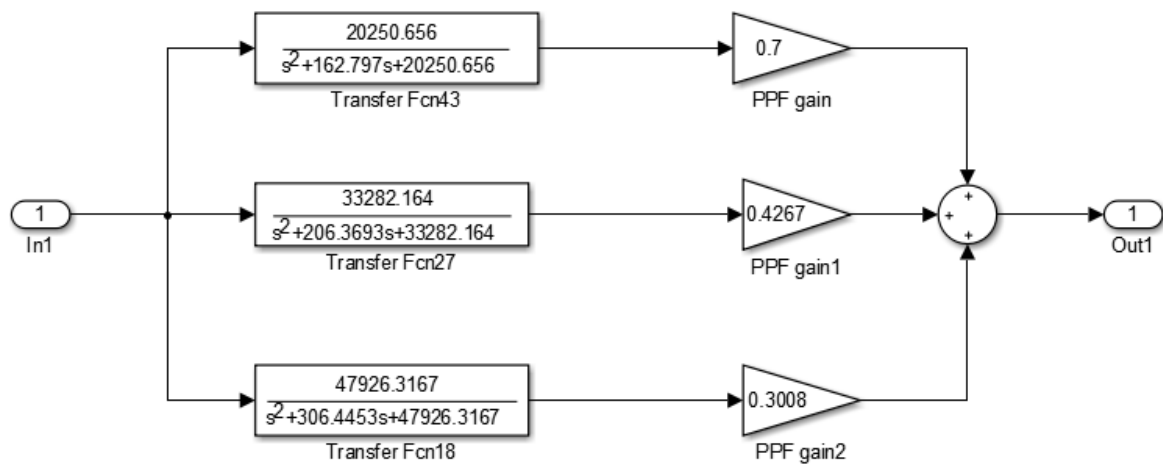 20250.656
s²+162.797s+20250.656
Transfer Fcn43
0.7
PPF gain
1
In1
33282.164
s²+206.3693s+33282.164
Transfer Fcn27
0.4267
PPF gain1
+
+
+
1
Out1
47926.3167
s²+306.4453s+47926.3167
Transfer Fcn18
0.3008
PPF gain2